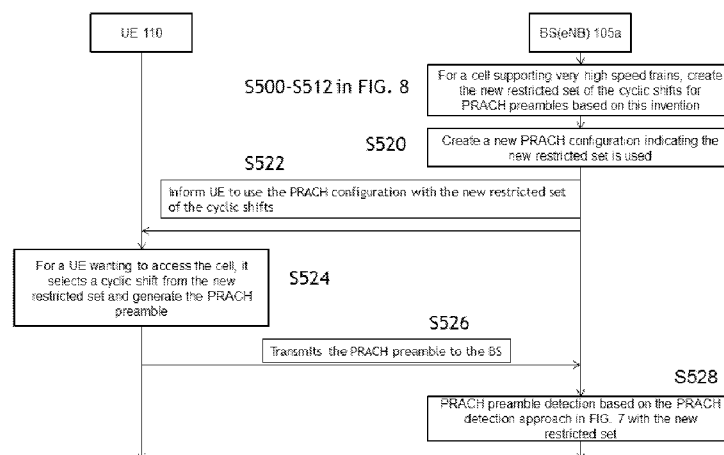 UE 110
BS(eNB) 105a
S500-S512 in FIG. 8
For a cell supporting very high speed trains, create
the new restricted set of the cyclic shifts for
PRACH preambles based on this invention
S520
Create a new PRACH configuration indicating the
new restricted set is used
S522
Inform UE to use the PRACH configuration with the new restricted set
of the cyclic shifts
For a UE wanting to access the cell, it
selects a cyclic shift from the new
restricted set and generate the PRACH
preamble
S524
S526
Transmits the PRACH preamble to the BS
S528
PRACH preamble detection based on the PRACH
detection approach in FIG. 7 with the new
restricted set